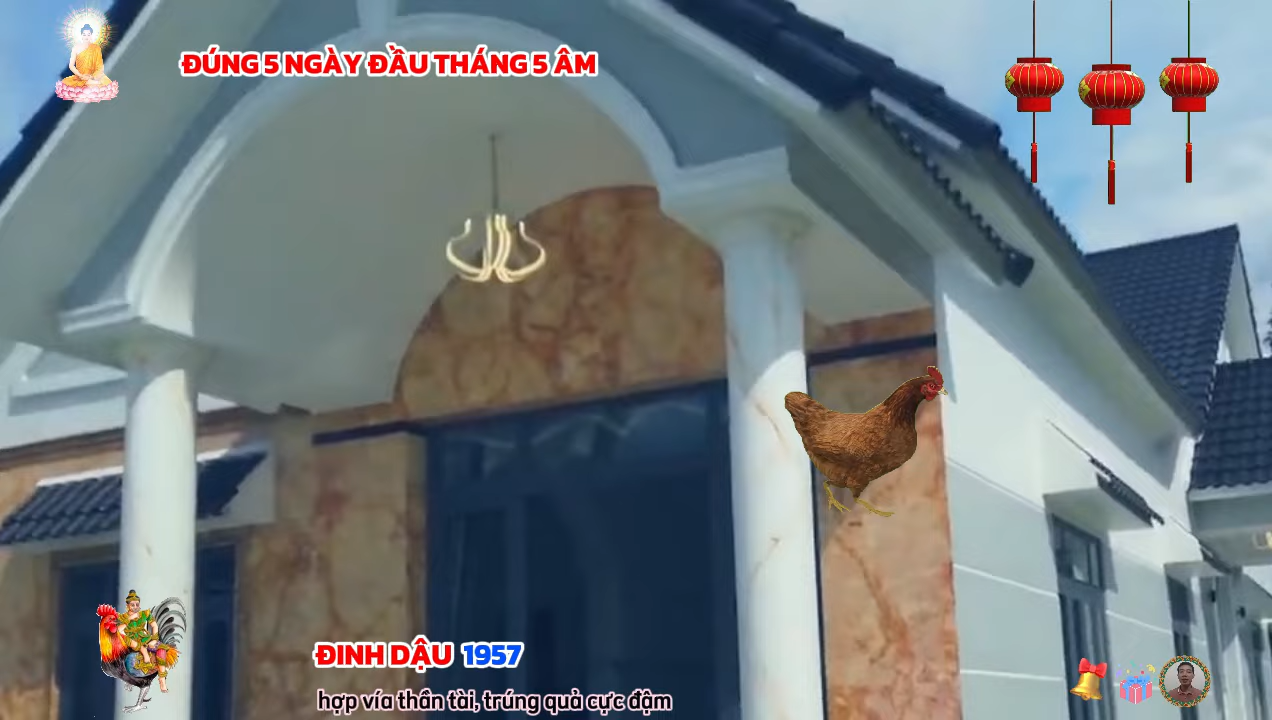 ĐÚNG 5 NGÀY ĐẦU THÁNG 5 ÂM
ĐINH DẬU 1957
hợp vía thần tài, trúng quả cực đậm